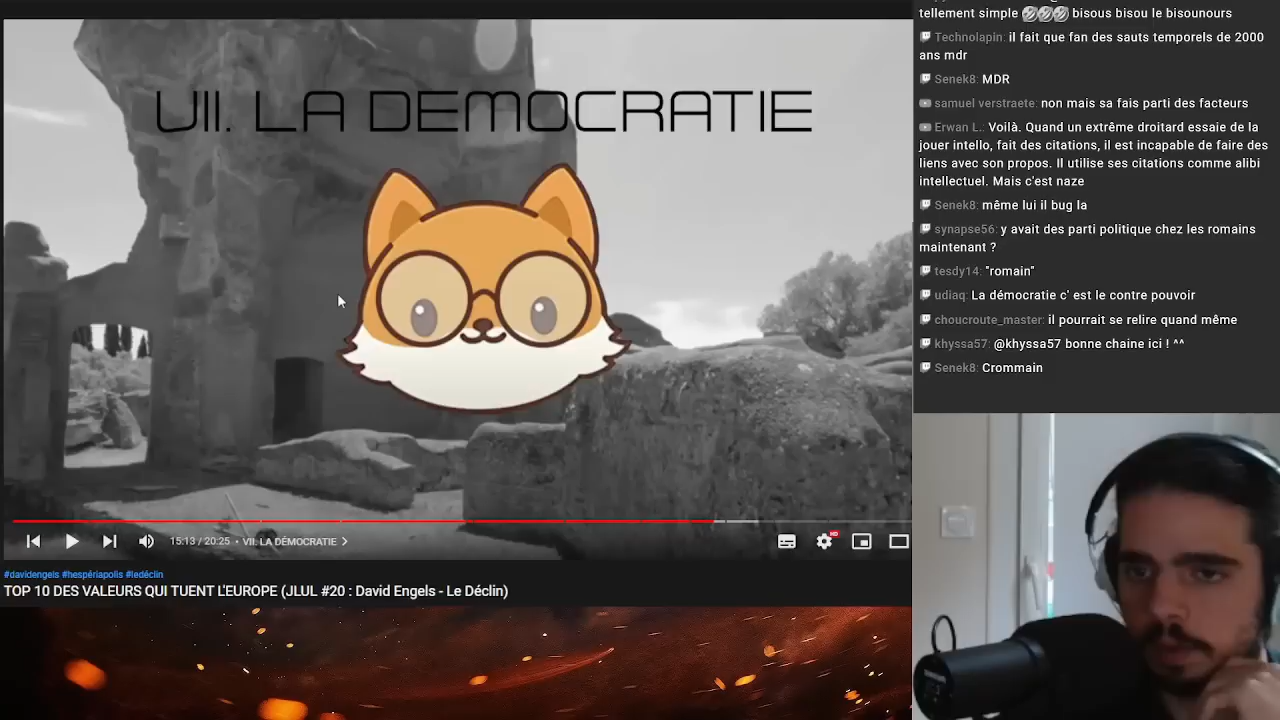 VII. LA DEMOCRATIE
15:13 / 20:25 • VII. LA DÉMOCRATIE
HD
#davidengels #hespériapolis #ledéclin
TOP 10 DES VALEURS QUI TUENT L'EUROPE (JLUL #20 : David Engels - Le Déclin)
tellement simple 🤣🤣🤣 bisous bisou le bisounours
Technolapin: il fait que fan des sauts temporels de 2000
ans mdr
Senek8: MDR
samuel verstraete: non mais sa fais parti des facteurs
Erwan L.: Voilà. Quand un extrême droitard essaie de la
jouer intello, fait des citations, il est incapable de faire des
liens avec son propos. Il utilise ses citations comme alibi
intellectuel. Mais c'est naze
Senek8: même lui il bug la
synapse56: y avait des parti politique chez les romains
maintenant ?
tesdy14: "romain"
udiaq: La démocratie c' est le contre pouvoir
choucroute_master: il pourrait se relire quand même
khyssa57: @khyssa57 bonne chaine ici ! ^^
Senek8: Crommain